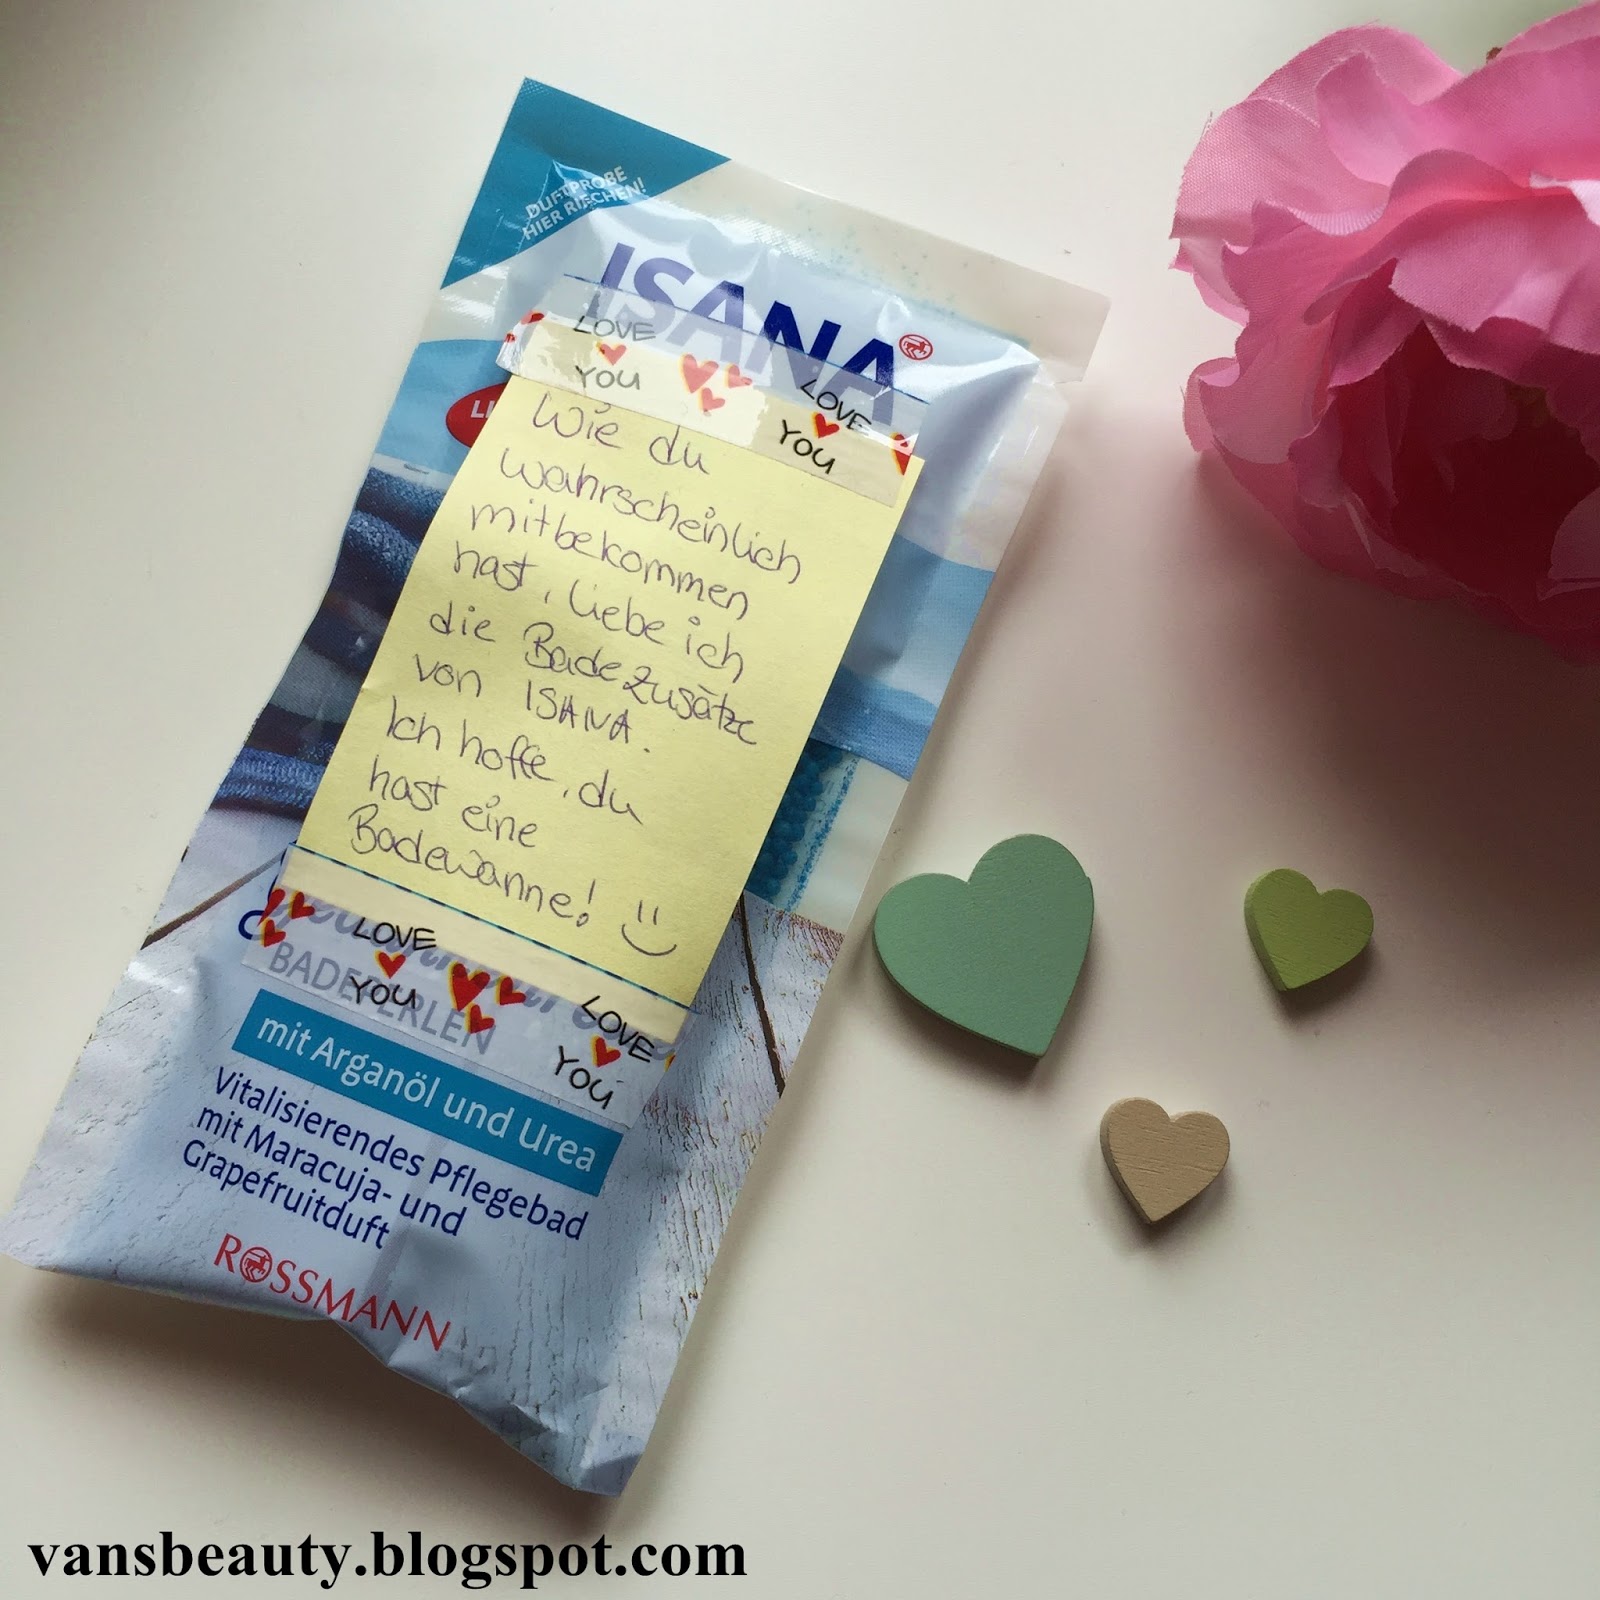 DUFTPROBE
HIER RIECHEN!
ISANA
LOVE YOU LOVE YOU
Wie du
wahrscheinlich
mitbekommen
hast, liebe ich
die Badezusätze
von ISANA.
Ich hoffe, du
hast eine
Badewanne! :)
LOVE YOU LOVE YOU
BADEPERLEN
mit Arganöl und Urea
Vitalisierendes Pflegebad
mit Maracuja- und
Grapefruitduft
ROSSMANN
vansbeauty.blogspot.com